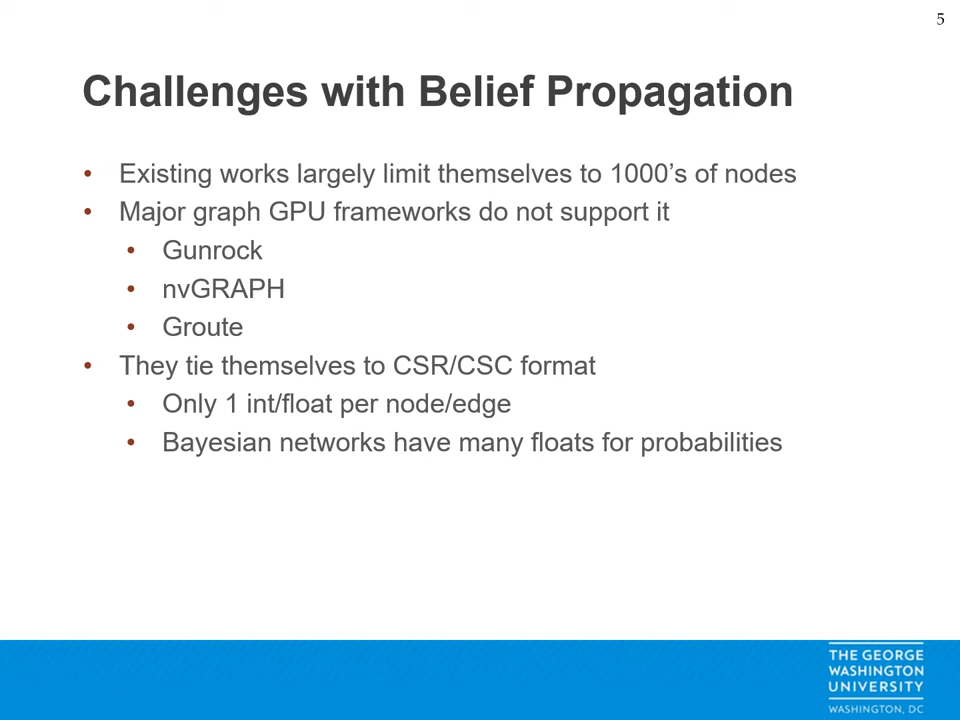 5
Challenges with Belief Propagation
• Existing works largely limit themselves to 1000's of nodes
• Major graph GPU frameworks do not support it
• Gunrock
• nvGRAPH
• Groute
• They tie themselves to CSR/CSC format
• Only 1 int/float per node/edge
• Bayesian networks have many floats for probabilities
THE GEORGE
WASHINGTON
UNIVERSITY
WASHINGTON, DC